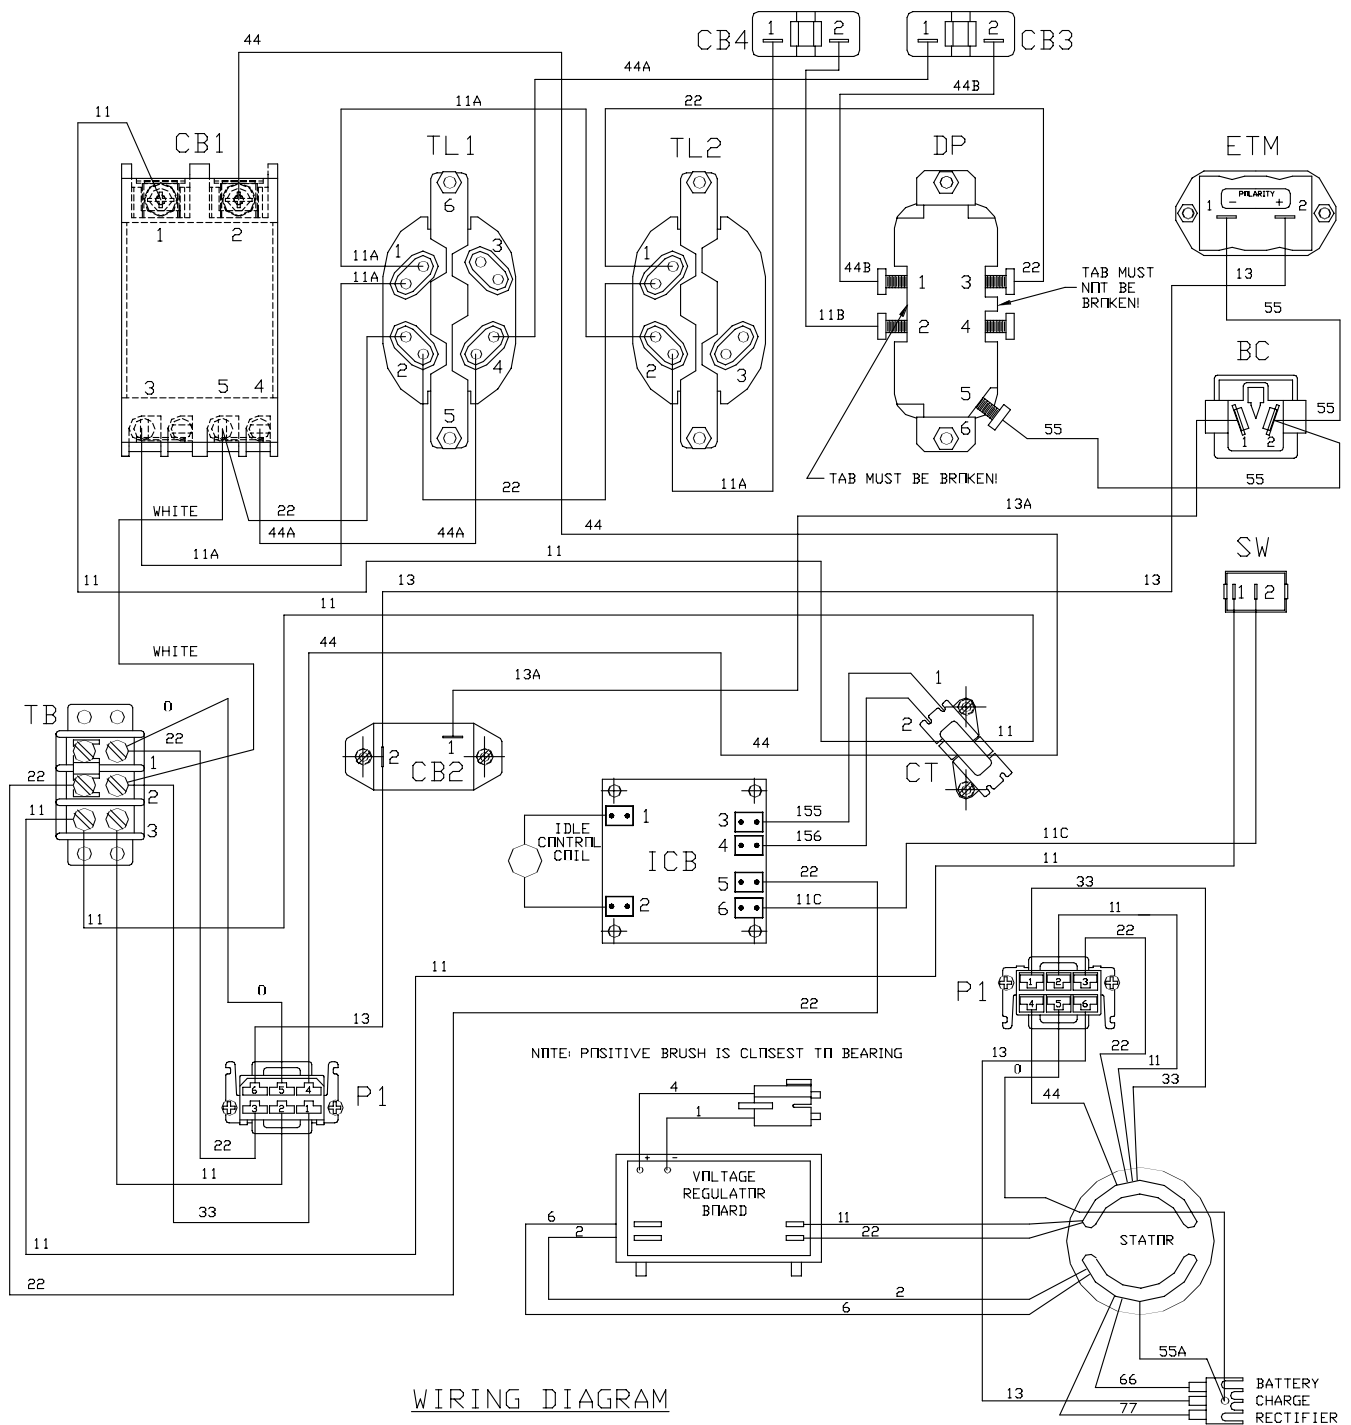 44
CB4
1
2
1
2
CB3
44A
44B
11
11A
22
CB1
TL1
TL2
DP
ETM
POLARITY
- +
1
2
1
2
6
1
3
11A
11A
2
4
5
1
2
3
44B
1
3
22
11B
2
4
5
6
TAB MUST
NOT BE
BROKEN!
13
55
BC
55
1
2
3
5
4
55
TAB MUST BE BROKEN!
55
22
11A
13A
WHITE
22
44A
44A
44
11A
11
SW
11
13
13
1
2
11
44
WHITE
13A
1
2
11
CT
44
0
TB
22
1
22
2
11
3
1
2
CB2
1
IDLE
CONTROL
COIL
ICB
2
3
155
4
156
5
22
6
11C
11C
11
33
11
22
11
11
P1
1 2 3
4 5 6
0
22
13
NOTE: POSITIVE BRUSH IS CLOSEST TO BEARING
13
0
22
11
33
44
6 5 4
3 2 1
P1
22
11
33
4
1
+ -
VOLTAGE
REGULATOR
BOARD
6
2
11
22
STATOR
11
22
2
6
55A
66
13
77
BATTERY
CHARGE
RECTIFIER
WIRING DIAGRAM